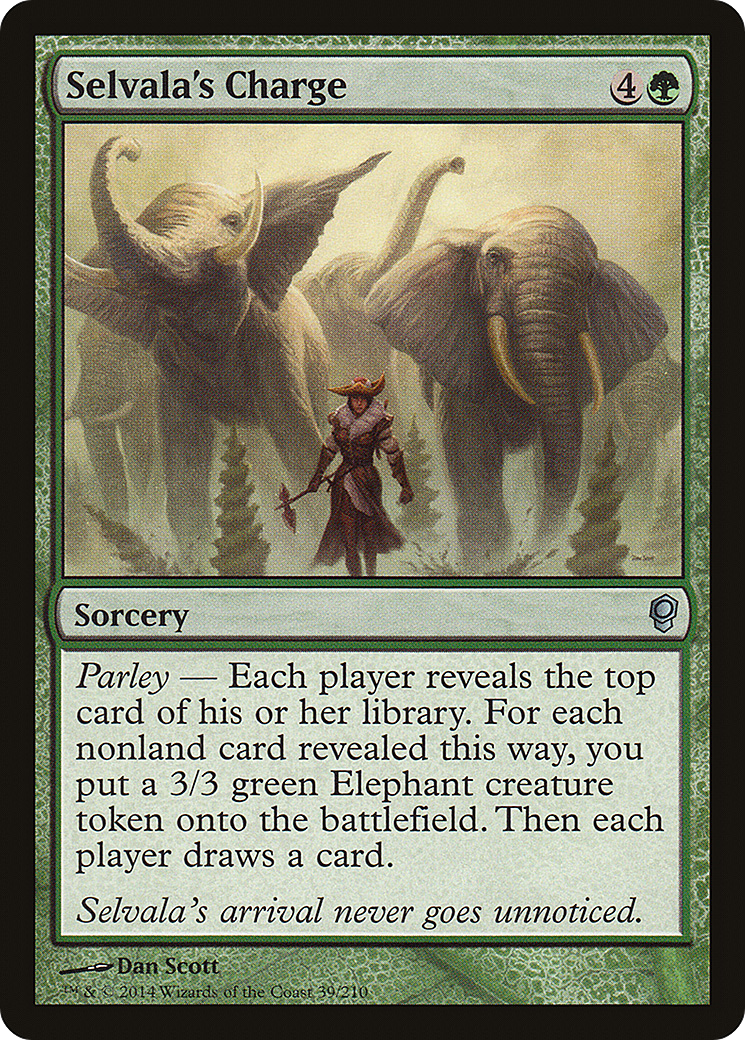 Selvala's Charge 4
Sorcery
Parley — Each player reveals the top
card of his or her library. For each
nonland card revealed this way, you
put a 3/3 green Elephant creature
token onto the battlefield. Then each
player draws a card.
Selvala's arrival never goes unnoticed.
Dan Scott
™ & © 2014 Wizards of the Coast 39/210